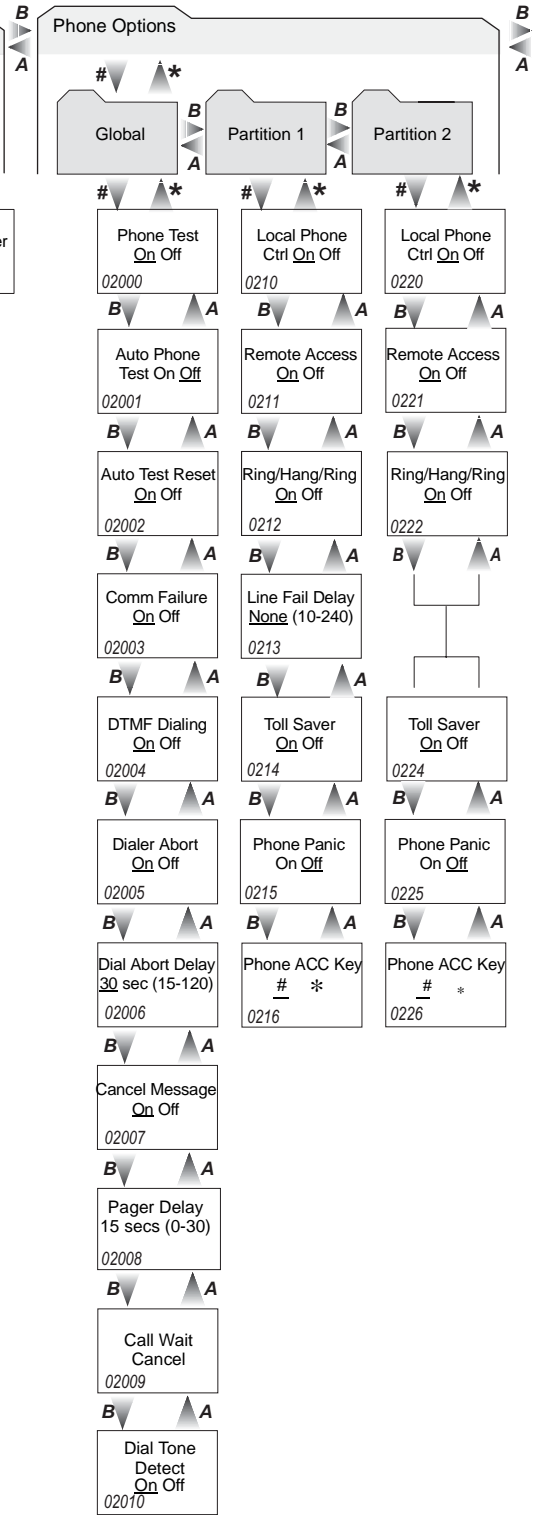 B
A
Phone Options
B
A
# *
Global
B
A
Partition 1
B
A
Partition 2
# *
# *
# *
er
Phone Test
On Off
02000
B A
Auto Phone
Test On Off
02001
B A
Auto Test Reset
On Off
02002
B A
Comm Failure
On Off
02003
B A
DTMF Dialing
On Off
02004
B A
Dialer Abort
On Off
02005
B A
Dial Abort Delay
30 sec (15-120)
02006
B A
Cancel Message
On Off
02007
B A
Pager Delay
15 secs (0-30)
02008
B A
Call Wait
Cancel
02009
B A
Dial Tone
Detect
On Off
02010
Local Phone
Ctrl On Off
0210
B A
Remote Access
On Off
0211
B A
Ring/Hang/Ring
On Off
0212
B A
Line Fail Delay
None (10-240)
0213
B A
Toll Saver
On Off
0214
B A
Phone Panic
On Off
0215
B A
Phone ACC Key
# *
0216
Local Phone
Ctrl On Off
0220
B A
Remote Access
On Off
0221
B A
Ring/Hang/Ring
On Off
0222
B A
Toll Saver
On Off
0224
B A
Phone Panic
On Off
0225
B A
Phone ACC Key
# *
0226